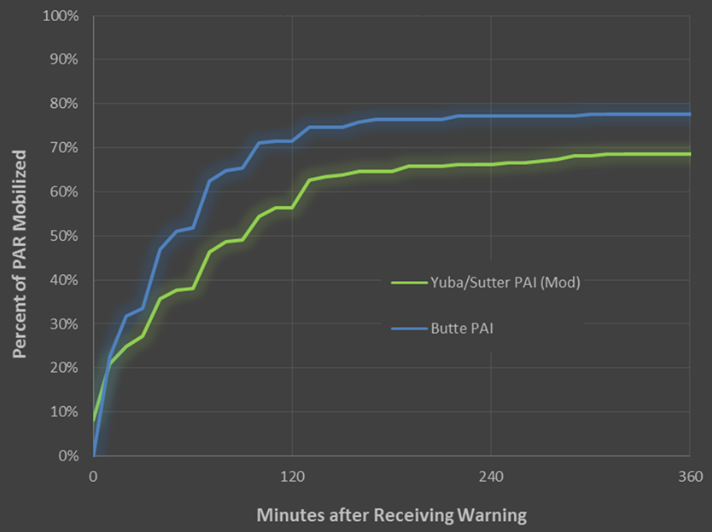 100%
90%
80%
70%
60%
50%
40%
30%
20%
10%
0%
Percent of PAR Mobilized
Yuba/Sutter PAI (Mod)
Butte PAI
0 120 240 360
Minutes after Receiving Warning